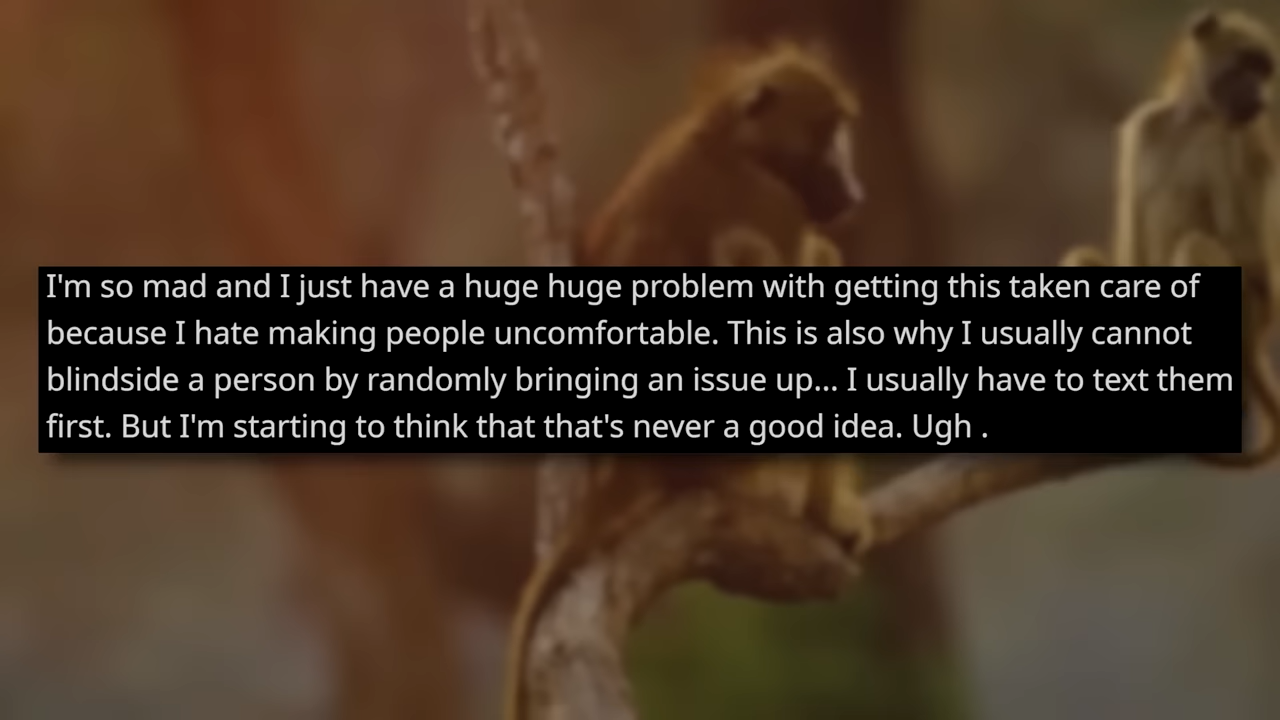 I'm so mad and I just have a huge huge problem with getting this taken care of
because I hate making people uncomfortable. This is also why I usually cannot
blindside a person by randomly bringing an issue up... I usually have to text them
first. But I'm starting to think that that's never a good idea. Ugh .